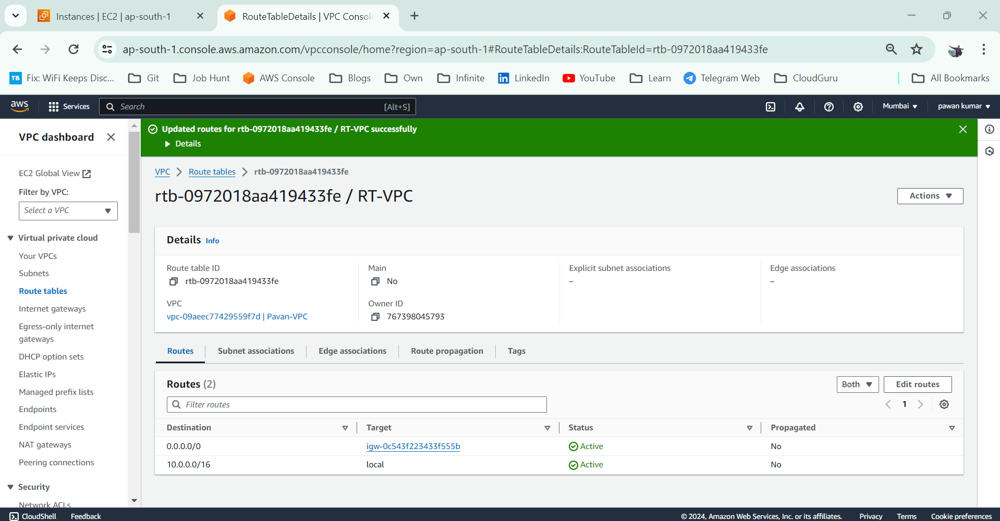 Instances | EC2 | ap-south-1
RouteTableDetails | VPC Consol
ap-south-1.console.aws.amazon.com/vpcconsole/home?region=ap-south-1#RouteTableDetails:RouteTableId=rtb-0972018aa419433fe
TB Fix: WiFi Keeps Disc... Git Job Hunt AWS Console Blogs Own Infinite LinkedIn YouTube Learn Telegram Web CloudGuru All Bookmarks
aws Services Search [Alt+S] Mumbai pawan kumar
VPC dashboard
EC2 Global View
Filter by VPC:
Select a VPC
Virtual private cloud
Your VPCs
Subnets
Route tables
Internet gateways
Egress-only internet
gateways
DHCP option sets
Elastic IPs
Managed prefix lists
Endpoints
Endpoint services
NAT gateways
Peering connections
Security
Network ACLs
Updated routes for rtb-0972018aa419433fe / RT-VPC successfully
Details
VPC Route tables rtb-0972018aa419433fe
rtb-0972018aa419433fe / RT-VPC
Actions
Details Info
Route table ID
rtb-0972018aa419433fe
Main
No
Explicit subnet associations
–
Edge associations
–
VPC
vpc-09aeec77429559f7d | Pavan-VPC
Owner ID
767398045793
Routes Subnet associations Edge associations Route propagation Tags
Routes (2)
Both Edit routes
Filter routes
1
Destination Target Status Propagated
0.0.0.0/0 igw-0c543f223433f555b Active No
10.0.0.0/16 local Active No
CloudShell Feedback © 2024, Amazon Web Services, Inc. or its affiliates. Privacy Terms Cookie preferences